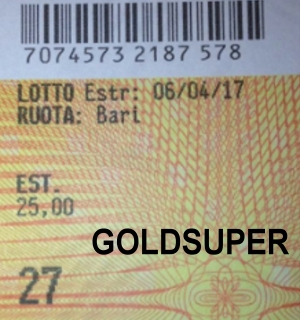 7074573 2187 578
LOTTO Estr: 06/04/17
RUOTA: Bari
EST.
25,00
GOLDSUPER
27